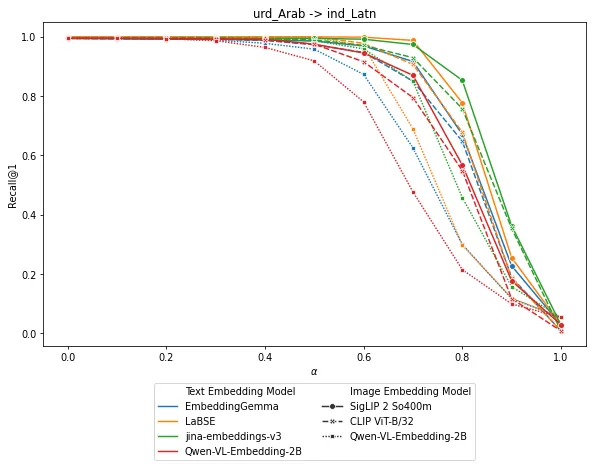 urd_Arab -> ind_Latn
1.0
0.8
0.6
0.4
0.2
0.0
Recall@1
0.0 0.2 0.4 0.6 0.8 1.0
α
Text Embedding Model Image Embedding Model
EmbeddingGemma SigLIP 2 So400m
LaBSE CLIP ViT-B/32
jina-embeddings-v3 Qwen-VL-Embedding-2B
Qwen-VL-Embedding-2B